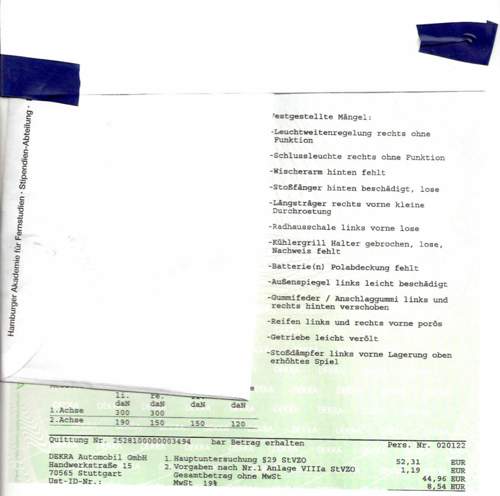 Hamburger Akademie für Fernstudien · Stipendien-Abteilung ·
estgestellte Mängel:
-Leuchtweitenregelung rechts ohne
Funktion
-Schlussleuchte rechts ohne Funktion
-Wischerarm hinten fehlt
-Stoßfänger hinten beschädigt, lose
-Längsträger rechts vorne kleine
Durchrostung
-Radhausschale links vorne lose
-Kühlergrill Halter gebrochen, lose,
Nachweis fehlt
-Batterie(n) Polabdeckung fehlt
-Außenspiegel links leicht beschädigt
-Gummifeder / Anschlaggummi links und
rechts hinten verschoben
-Reifen links und rechts vorne porös
-Getriebe leicht verölt
-Stoßdämpfer links vorne Lagerung oben
erhöhtes Spiel
li. re.
daN daN daN daN
1.Achse 300 300
2.Achse 190 150 150 120
Quittung Nr. 2528100000003494 bar Betrag erhalten Pers. Nr. 020122
DEKRA Automobil GmbH 1. Hauptuntersuchung §29 StVZO 52,31 EUR
Handwerkstraße 15 2. Vorgaben nach Nr.1 Anlage VIIIa StVZO 1,19 EUR
70565 Stuttgart Gesamtbetrag ohne MwSt 44,96 EUR
Ust-ID-Nr.: MwSt 19% 8,54 EUR